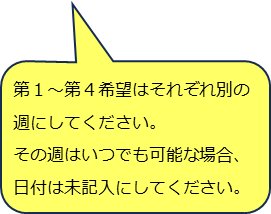 第１～第４希望はそれぞれ別の
週にしてください。
その週はいつでも可能な場合、
日付は未記入にしてください。